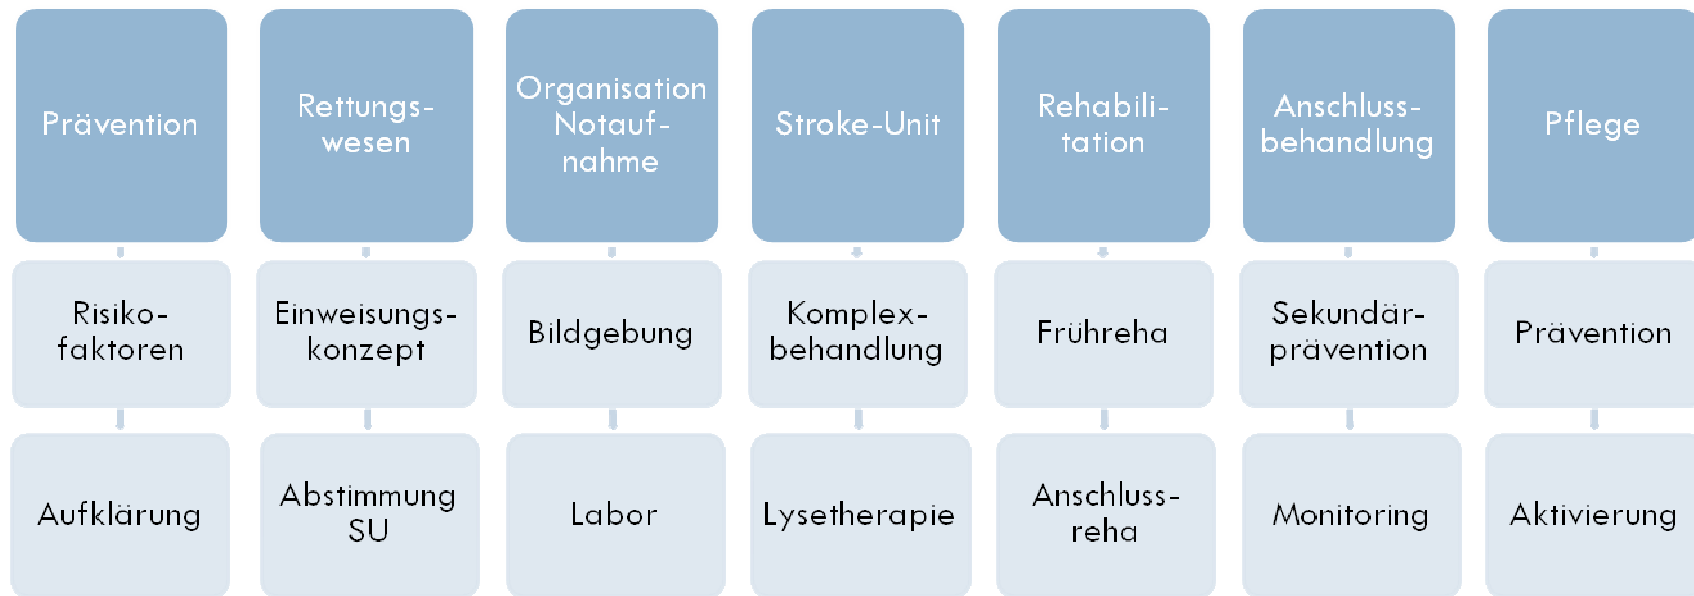 Prävention
Rettungs-
wesen
Organisation
Notauf-
nahme
Stroke-Unit
Rehabili-
tation
Anschluss-
behandlung
Pflege
Risiko-
faktoren
Einweisungs-
konzept
Bildgebung
Komplex-
behandlung
Frühreha
Sekundär-
prävention
Prävention
Aufklärung
Abstimmung
SU
Labor
Lysetherapie
Anschluss-
reha
Monitoring
Aktivierung